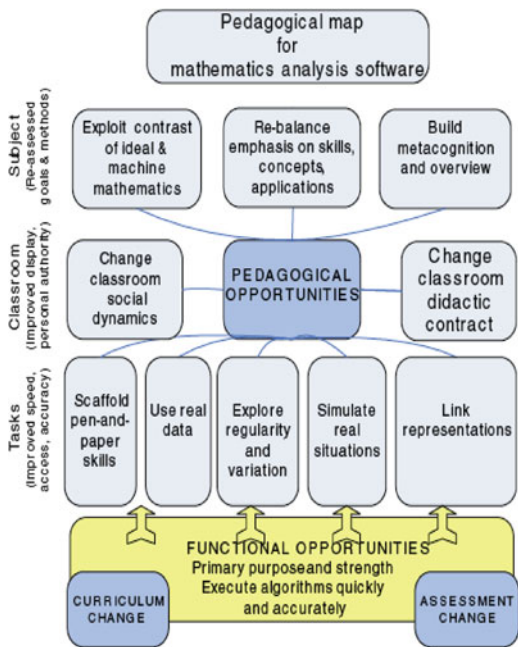 Pedagogical map
for
mathematics analysis software
Subject
(Re-assessed
goals & methods)
Exploit contrast
of ideal &
machine
mathematics
Re-balance
emphasis on skills,
concepts,
applications
Build
metacognition
and overview
Classroom
(Improved display,
personal authority)
Change
classroom
social
dynamics
PEDAGOGICAL
OPPORTUNITIES
Change
classroom
didactic
contract
Tasks
(Improved speed,
access, accuracy)
Scaffold
pen-and-
paper
skills
Use real
data
Explore
regularity
and
variation
Simulate
real
situations
Link
representations
FUNCTIONAL OPPORTUNITIES
Primary purposeand strength
Execute algorithms quickly
and accurately
CURRICULUM
CHANGE
ASSESSMENT
CHANGE